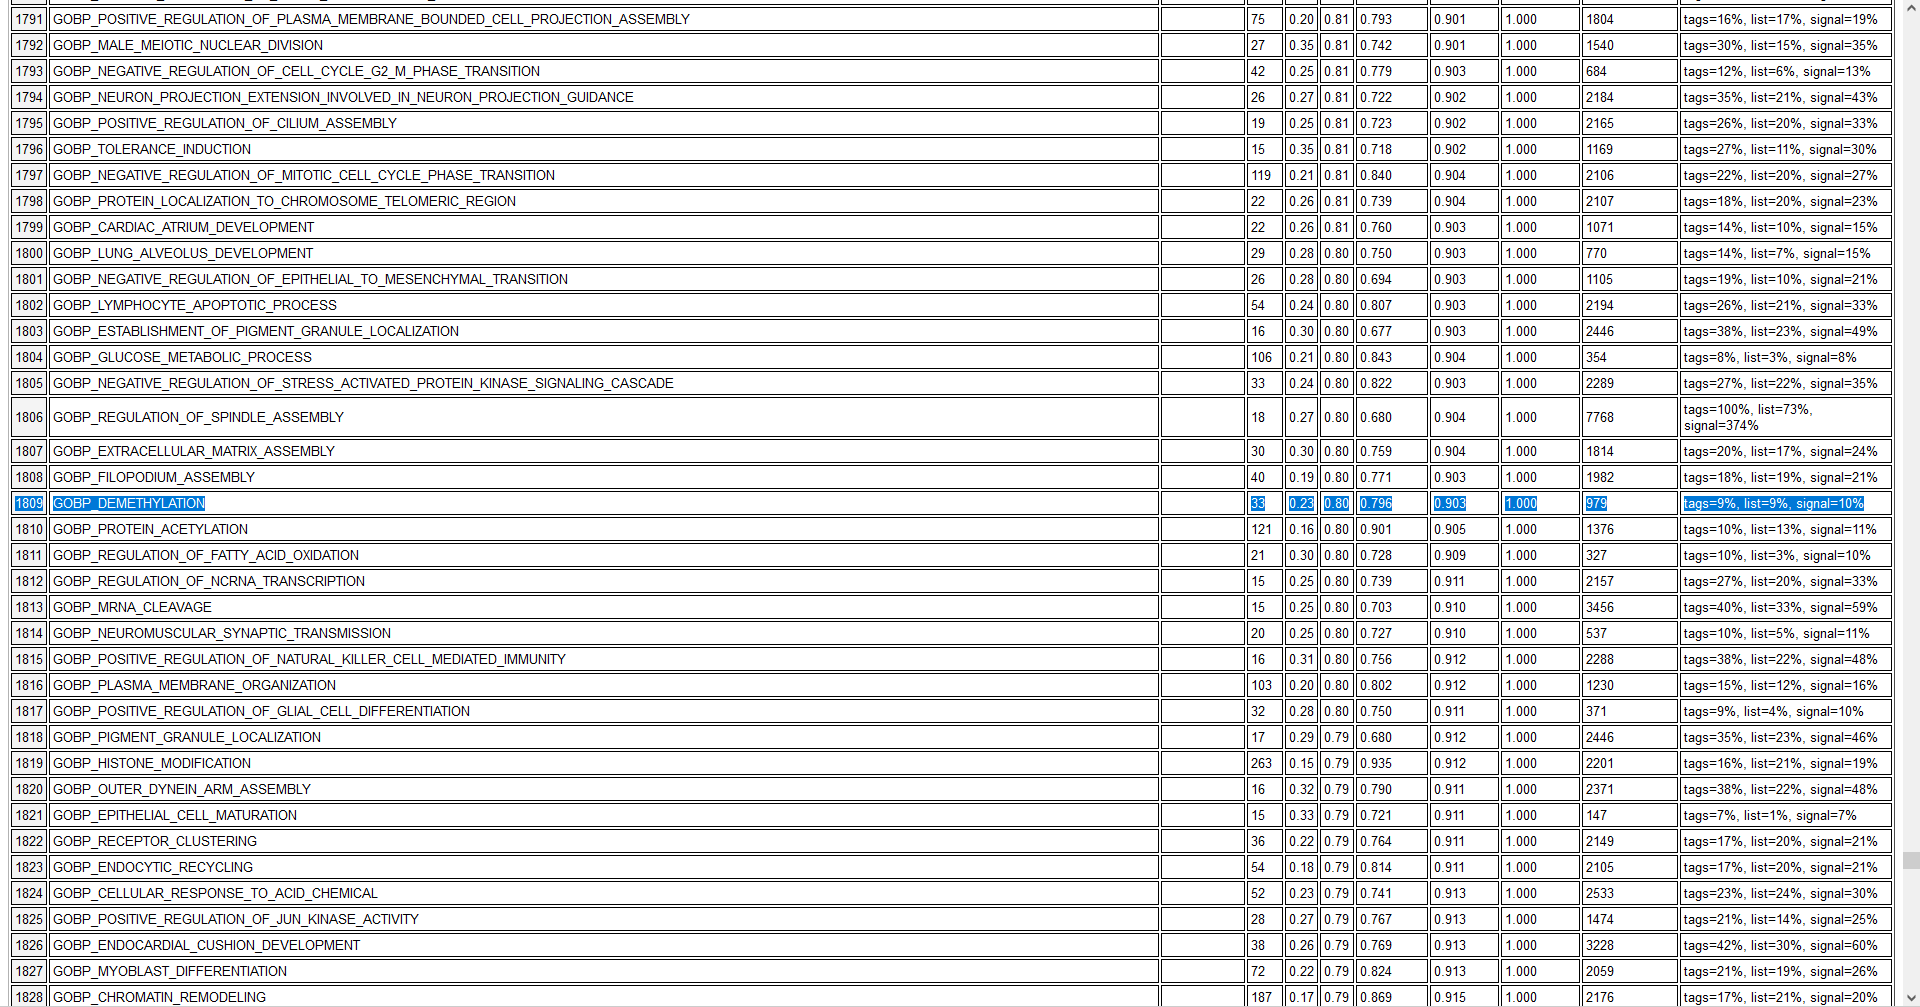 1791 GOBP_POSITIVE_REGULATION_OF_PLASMA_MEMBRANE_BOUNDED_CELL_PROJECTION_ASSEMBLY 75 0.20 0.81 0.793 0.901 1.000 1804 tags=16%, list=17%, signal=19%
1792 GOBP_MALE_MEIOTIC_NUCLEAR_DIVISION 27 0.35 0.81 0.742 0.901 1.000 1540 tags=30%, list=15%, signal=35%
1793 GOBP_NEGATIVE_REGULATION_OF_CELL_CYCLE_G2_M_PHASE_TRANSITION 42 0.25 0.81 0.779 0.903 1.000 684 tags=12%, list=6%, signal=13%
1794 GOBP_NEURON_PROJECTION_EXTENSION_INVOLVED_IN_NEURON_PROJECTION_GUIDANCE 26 0.27 0.81 0.722 0.902 1.000 2184 tags=35%, list=21%, signal=43%
1795 GOBP_POSITIVE_REGULATION_OF_CILIUM_ASSEMBLY 19 0.25 0.81 0.723 0.902 1.000 2165 tags=26%, list=20%, signal=33%
1796 GOBP_TOLERANCE_INDUCTION 15 0.35 0.81 0.718 0.902 1.000 1169 tags=27%, list=11%, signal=30%
1797 GOBP_NEGATIVE_REGULATION_OF_MITOTIC_CELL_CYCLE_PHASE_TRANSITION 119 0.21 0.81 0.840 0.904 1.000 2106 tags=22%, list=20%, signal=27%
1798 GOBP_PROTEIN_LOCALIZATION_TO_CHROMOSOME_TELOMERIC_REGION 22 0.26 0.81 0.739 0.904 1.000 2107 tags=18%, list=20%, signal=23%
1799 GOBP_CARDIAC_ATRIUM_DEVELOPMENT 22 0.26 0.81 0.760 0.903 1.000 1071 tags=14%, list=10%, signal=15%
1800 GOBP_LUNG_ALVEOLUS_DEVELOPMENT 29 0.28 0.80 0.750 0.903 1.000 770 tags=14%, list=7%, signal=15%
1801 GOBP_NEGATIVE_REGULATION_OF_EPITHELIAL_TO_MESENCHYMAL_TRANSITION 26 0.28 0.80 0.694 0.903 1.000 1105 tags=19%, list=10%, signal=21%
1802 GOBP_LYMPHOCYTE_APOPTOTIC_PROCESS 54 0.24 0.80 0.807 0.903 1.000 2194 tags=26%, list=21%, signal=33%
1803 GOBP_ESTABLISHMENT_OF_PIGMENT_GRANULE_LOCALIZATION 16 0.30 0.80 0.677 0.903 1.000 2446 tags=38%, list=23%, signal=49%
1804 GOBP_GLUCOSE_METABOLIC_PROCESS 106 0.21 0.80 0.843 0.904 1.000 354 tags=8%, list=3%, signal=8%
1805 GOBP_NEGATIVE_REGULATION_OF_STRESS_ACTIVATED_PROTEIN_KINASE_SIGNALING_CASCADE 33 0.24 0.80 0.822 0.903 1.000 2289 tags=27%, list=22%, signal=35%
1806 GOBP_REGULATION_OF_SPINDLE_ASSEMBLY 18 0.27 0.80 0.680 0.904 1.000 7768 tags=100%, list=73%,
signal=374%
1807 GOBP_EXTRACELLULAR_MATRIX_ASSEMBLY 30 0.30 0.80 0.759 0.904 1.000 1814 tags=20%, list=17%, signal=24%
1808 GOBP_FILOPODIUM_ASSEMBLY 40 0.19 0.80 0.771 0.903 1.000 1982 tags=18%, list=19%, signal=21%
1809 GOBP_DEMETHYLATION 33 0.23 0.80 0.796 0.903 1.000 979 tags=9%, list=9%, signal=10%
1810 GOBP_PROTEIN_ACETYLATION 121 0.16 0.80 0.901 0.905 1.000 1376 tags=10%, list=13%, signal=11%
1811 GOBP_REGULATION_OF_FATTY_ACID_OXIDATION 21 0.30 0.80 0.728 0.909 1.000 327 tags=10%, list=3%, signal=10%
1812 GOBP_REGULATION_OF_NCRNA_TRANSCRIPTION 15 0.25 0.80 0.739 0.911 1.000 2157 tags=27%, list=20%, signal=33%
1813 GOBP_MRNA_CLEAVAGE 15 0.25 0.80 0.703 0.910 1.000 3456 tags=40%, list=33%, signal=59%
1814 GOBP_NEUROMUSCULAR_SYNAPTIC_TRANSMISSION 20 0.25 0.80 0.727 0.910 1.000 537 tags=10%, list=5%, signal=11%
1815 GOBP_POSITIVE_REGULATION_OF_NATURAL_KILLER_CELL_MEDIATED_IMMUNITY 16 0.31 0.80 0.756 0.912 1.000 2288 tags=38%, list=22%, signal=48%
1816 GOBP_PLASMA_MEMBRANE_ORGANIZATION 103 0.20 0.80 0.802 0.912 1.000 1230 tags=15%, list=12%, signal=16%
1817 GOBP_POSITIVE_REGULATION_OF_GLIAL_CELL_DIFFERENTIATION 32 0.28 0.80 0.750 0.911 1.000 371 tags=9%, list=4%, signal=10%
1818 GOBP_PIGMENT_GRANULE_LOCALIZATION 17 0.29 0.79 0.680 0.912 1.000 2446 tags=35%, list=23%, signal=46%
1819 GOBP_HISTONE_MODIFICATION 263 0.15 0.79 0.935 0.912 1.000 2201 tags=16%, list=21%, signal=19%
1820 GOBP_OUTER_DYNEIN_ARM_ASSEMBLY 16 0.32 0.79 0.790 0.911 1.000 2371 tags=38%, list=22%, signal=48%
1821 GOBP_EPITHELIAL_CELL_MATURATION 15 0.33 0.79 0.721 0.911 1.000 147 tags=7%, list=1%, signal=7%
1822 GOBP_RECEPTOR_CLUSTERING 36 0.22 0.79 0.764 0.911 1.000 2149 tags=17%, list=20%, signal=21%
1823 GOBP_ENDOCYTIC_RECYCLING 54 0.18 0.79 0.814 0.911 1.000 2105 tags=17%, list=20%, signal=21%
1824 GOBP_CELLULAR_RESPONSE_TO_ACID_CHEMICAL 52 0.23 0.79 0.741 0.913 1.000 2533 tags=23%, list=24%, signal=30%
1825 GOBP_POSITIVE_REGULATION_OF_JUN_KINASE_ACTIVITY 28 0.27 0.79 0.767 0.913 1.000 1474 tags=21%, list=14%, signal=25%
1826 GOBP_ENDOCARDIAL_CUSHION_DEVELOPMENT 38 0.26 0.79 0.769 0.913 1.000 3228 tags=42%, list=30%, signal=60%
1827 GOBP_MYOBLAST_DIFFERENTIATION 72 0.22 0.79 0.824 0.913 1.000 2059 tags=21%, list=19%, signal=26%
1828 GOBP_CHROMATIN_REMODELING 187 0.17 0.79 0.869 0.915 1.000 2176 tags=17%, list=21%, signal=20%